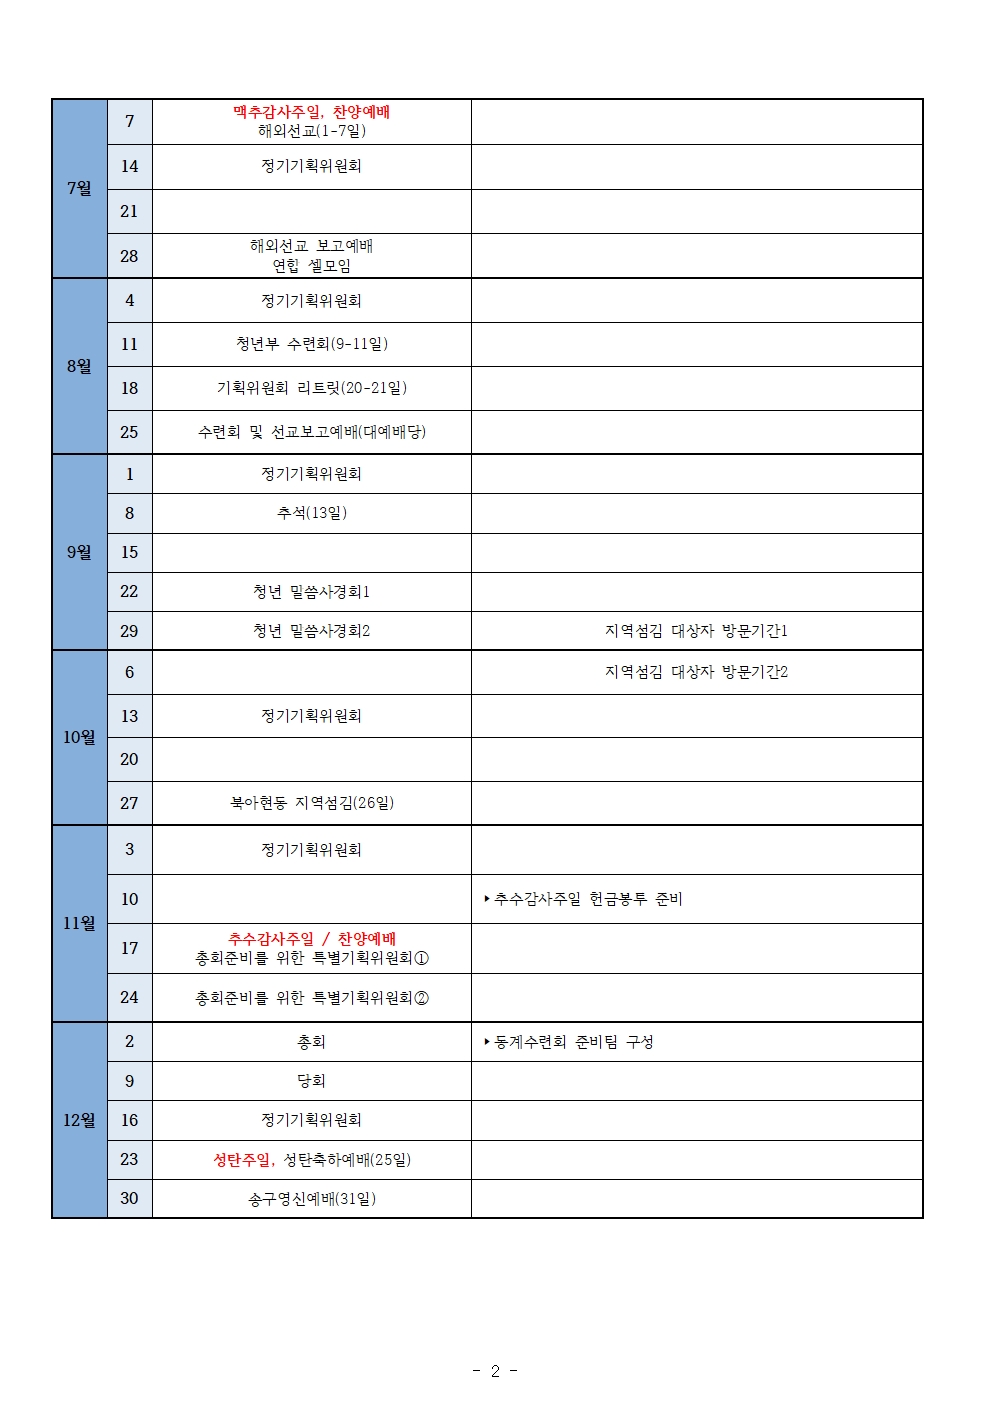 7월
7
맥추감사주일, 찬양예배
해외선교(1-7일)
14
정기기획위원회
21
28
해외선교 보고예배
연합 셀모임
8월
4
정기기획위원회
11
청년부 수련회(9-11일)
18
기획위원회 리트릿(20-21일)
25
수련회 및 선교보고예배(대예배당)
9월
1
정기기획위원회
8
추석(13일)
15
22
청년 말씀사경회1
29
청년 말씀사경회2
지역섬김 대상자 방문기간1
10월
6
지역섬김 대상자 방문기간2
13
정기기획위원회
20
27
북아현동 지역섬김(26일)
11월
3
정기기획위원회
10
▶추수감사주일 헌금봉투 준비
17
추수감사주일 / 찬양예배
총회준비를 위한 특별기획위원회①
24
총회준비를 위한 특별기획위원회②
12월
2
총회
▶동계수련회 준비팀 구성
9
당회
16
정기기획위원회
23
성탄주일, 성탄축하예배(25일)
30
송구영신예배(31일)
- 2 -